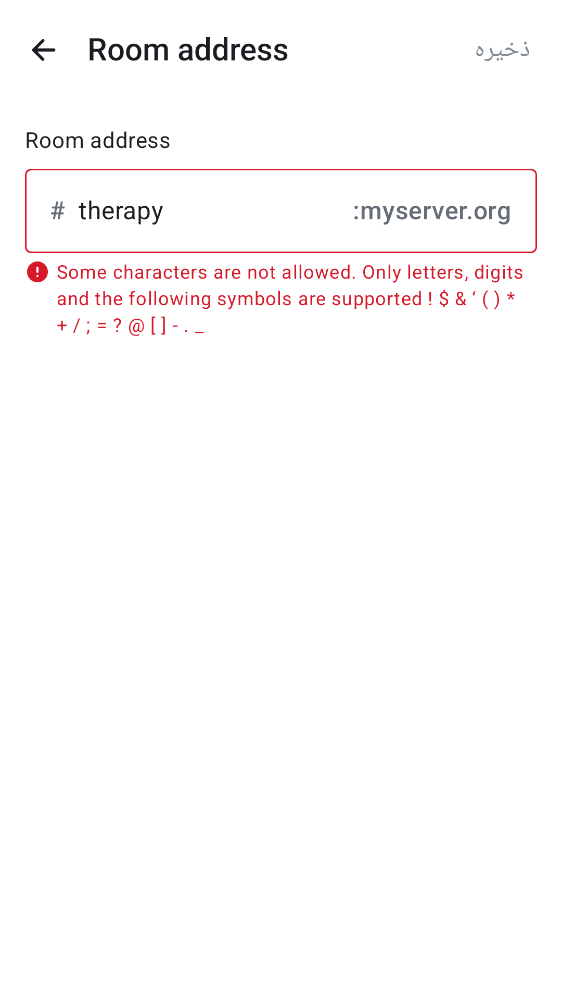 Room address
ذخیره
Room address
# therapy :myserver.org
Some characters are not allowed. Only letters, digits
and the following symbols are supported ! $ & ‘ ( ) *
+ / ; = ? @ [ ] - . _